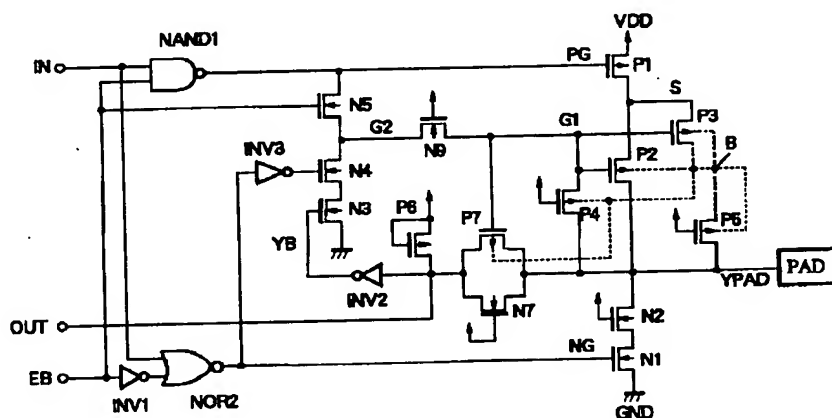 VDD
NAND1
IN
PG
P1
S
N5
P3
G2
G1
B
INV3
N9
P2
N4
P6
P7
P4
N3
P5
YB
INV2
N7
YPAD
PAD
OUT
N2
NG
N1
EB
INV1
NOR2
GND